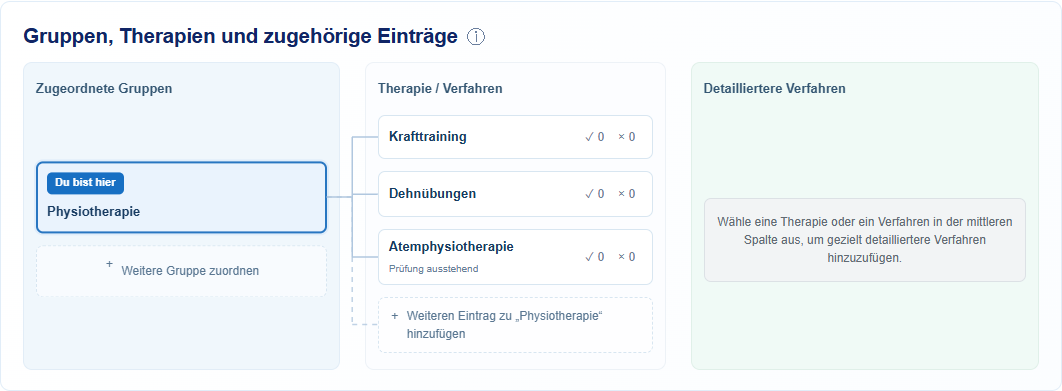 Gruppen, Therapien und zugehörige Einträge ⓘ
Zugeordnete Gruppen
Du bist hier
Physiotherapie
+ Weitere Gruppe zuordnen
Therapie / Verfahren
Krafttraining ✓ 0 × 0
Dehnübungen ✓ 0 × 0
Atemphysiotherapie ✓ 0 × 0
Prüfung ausstehend
+ Weiteren Eintrag zu „Physiotherapie“
hinzufügen
Detailliertere Verfahren
Wähle eine Therapie oder ein Verfahren in der mittleren
Spalte aus, um gezielt detailliertere Verfahren
hinzuzufügen.